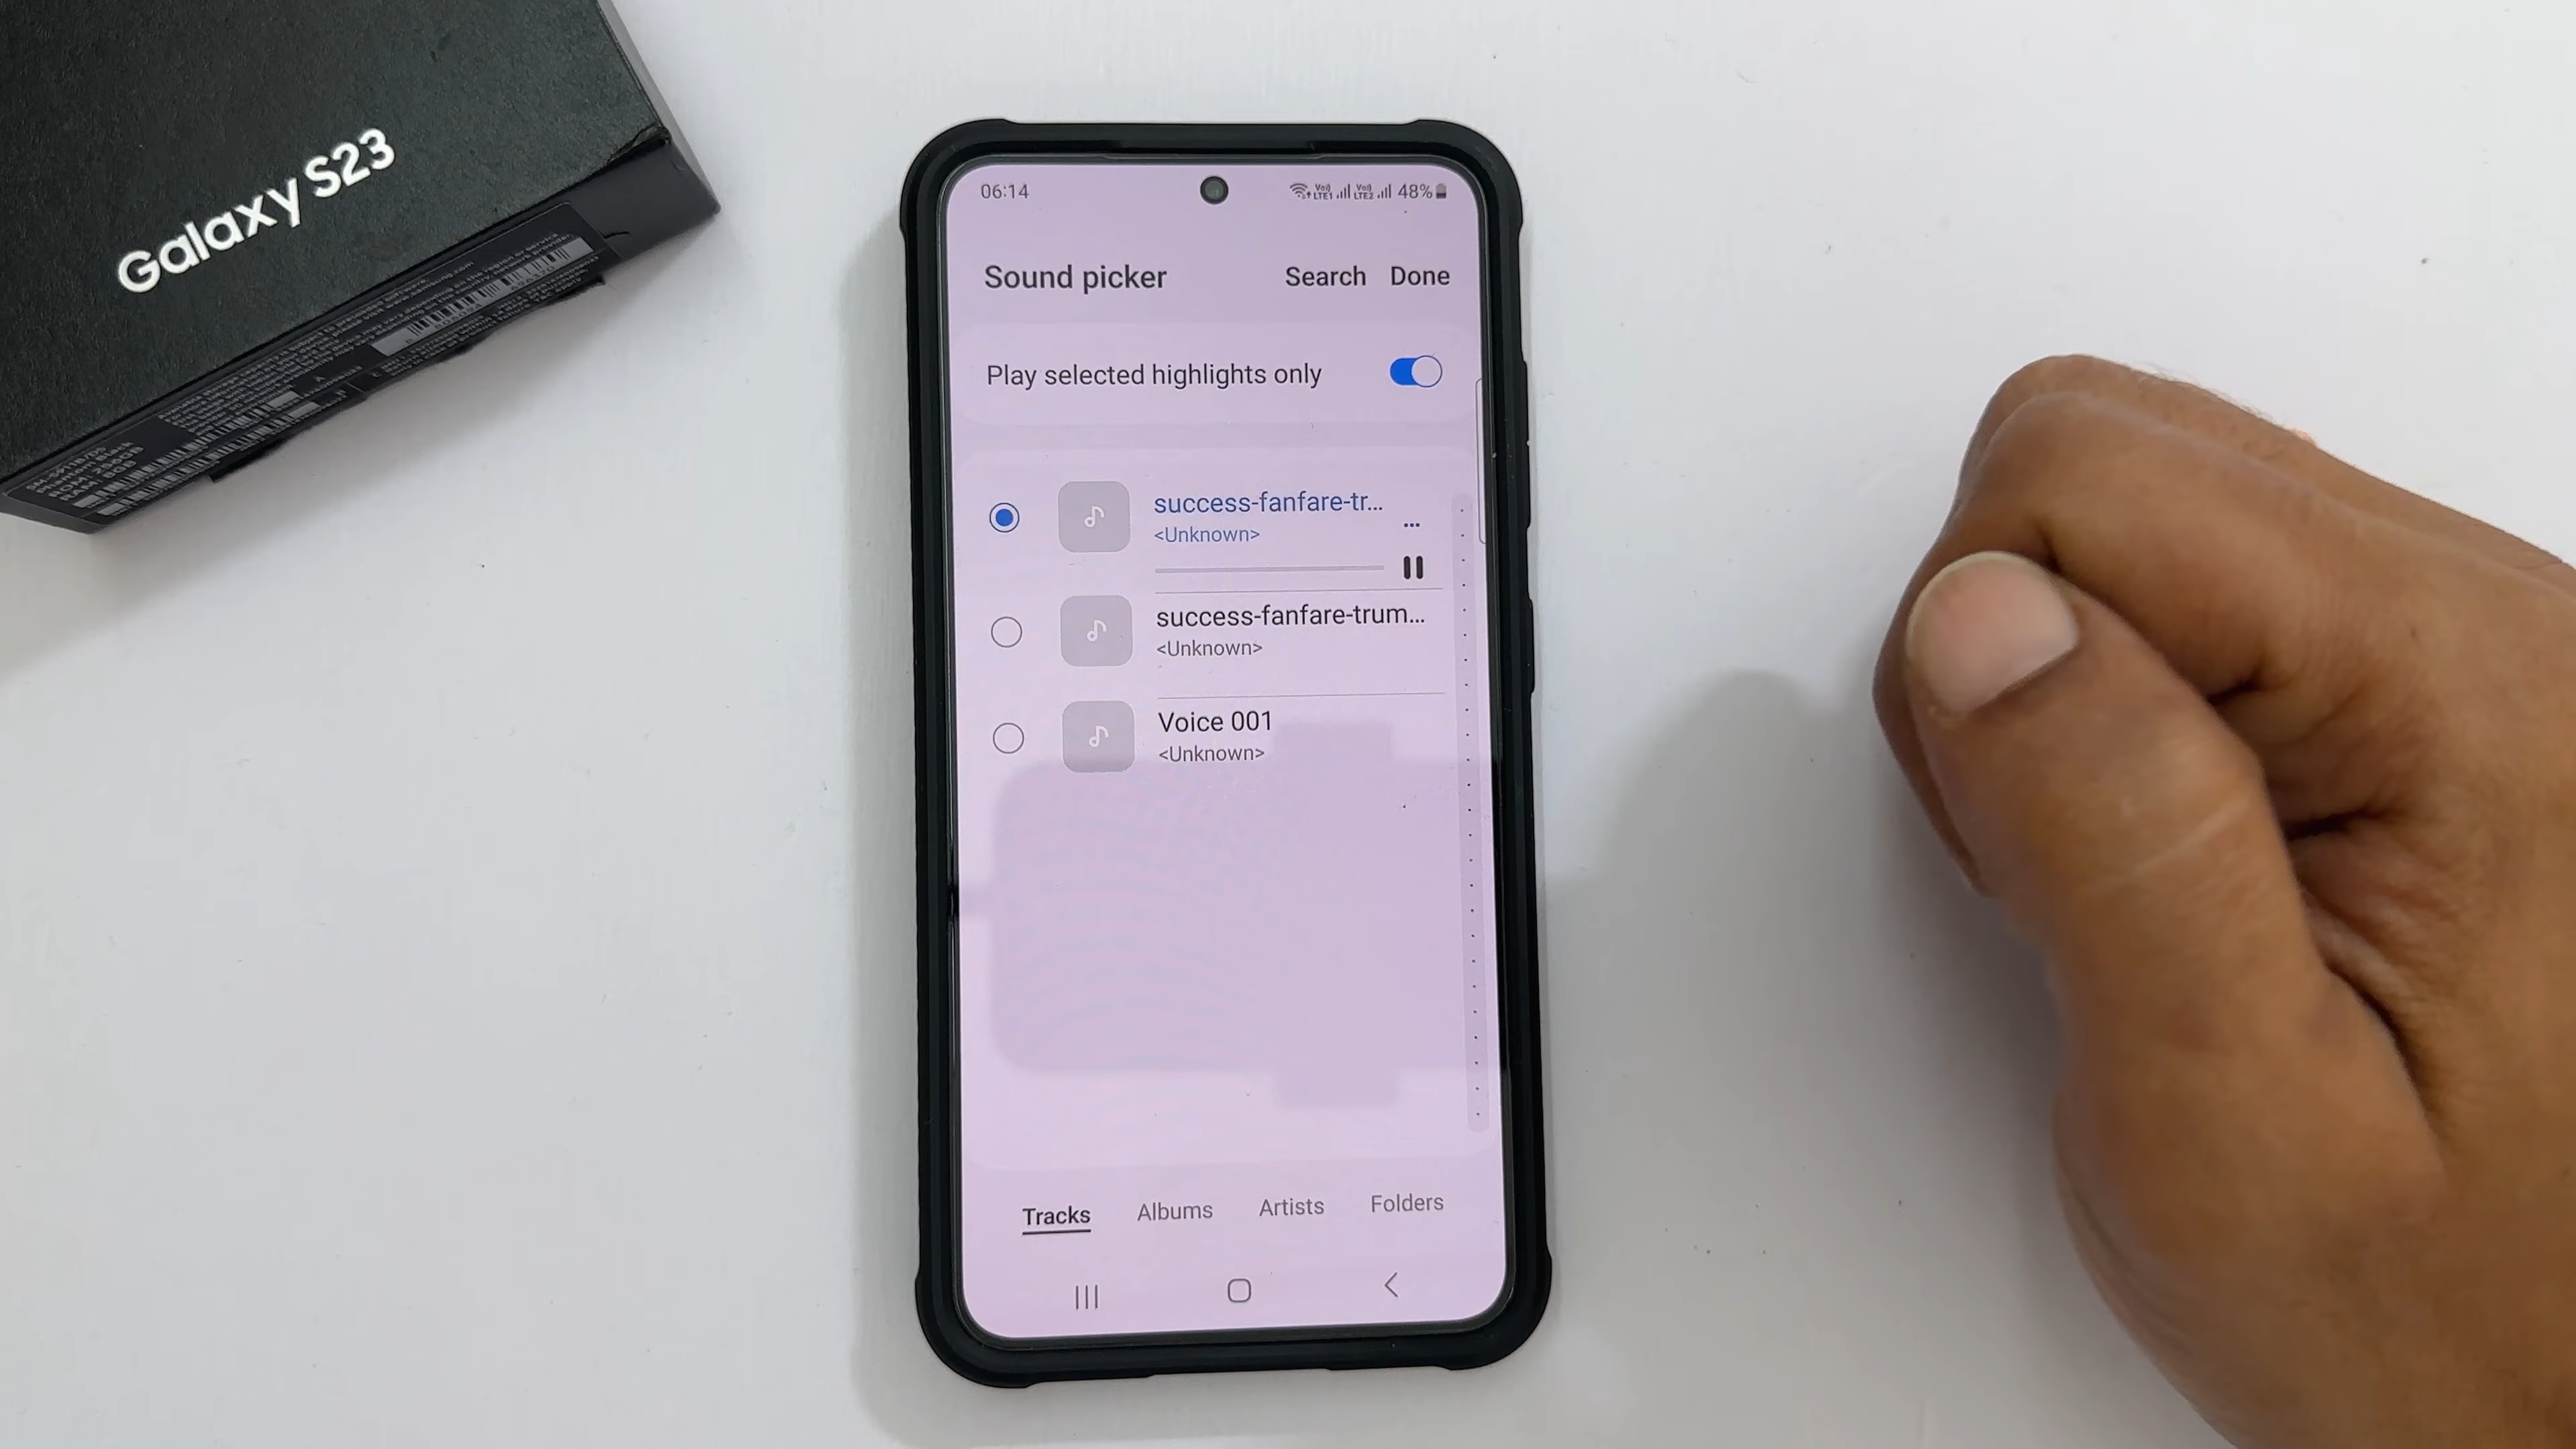 Galaxy S23
06:14
48%
Sound picker
Search
Done
Play selected highlights only
success-fanfare-tr...
<Unknown>
...
success-fanfare-trum...
<Unknown>
Voice 001
<Unknown>
Tracks
Albums
Artists
Folders